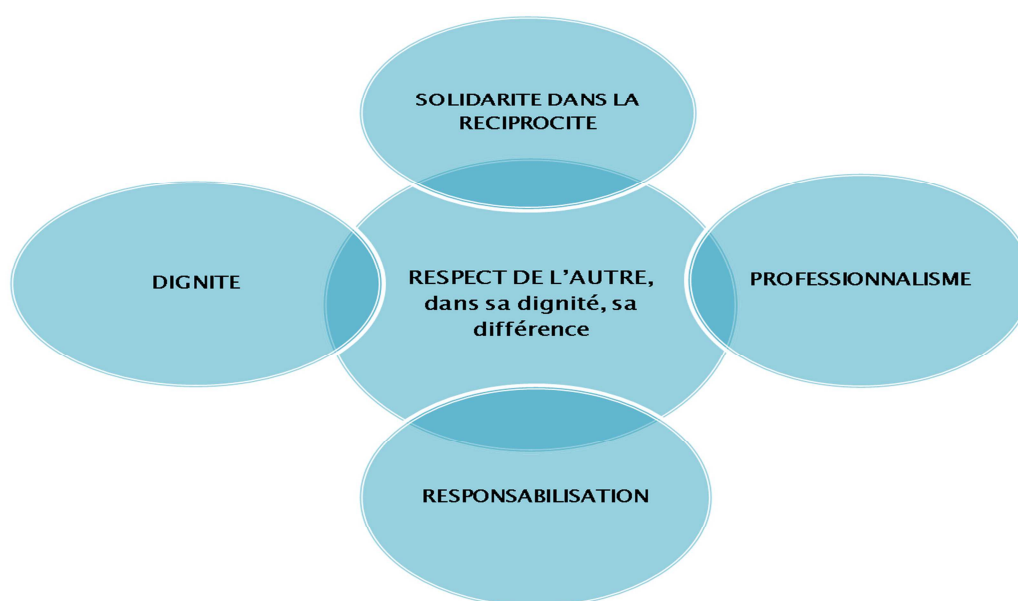 SOLIDARITE DANS LA
RECIPROCITE
DIGNITE
RESPECT DE L’AUTRE,
dans sa dignité, sa
différence
PROFESSIONNALISME
RESPONSABILISATION